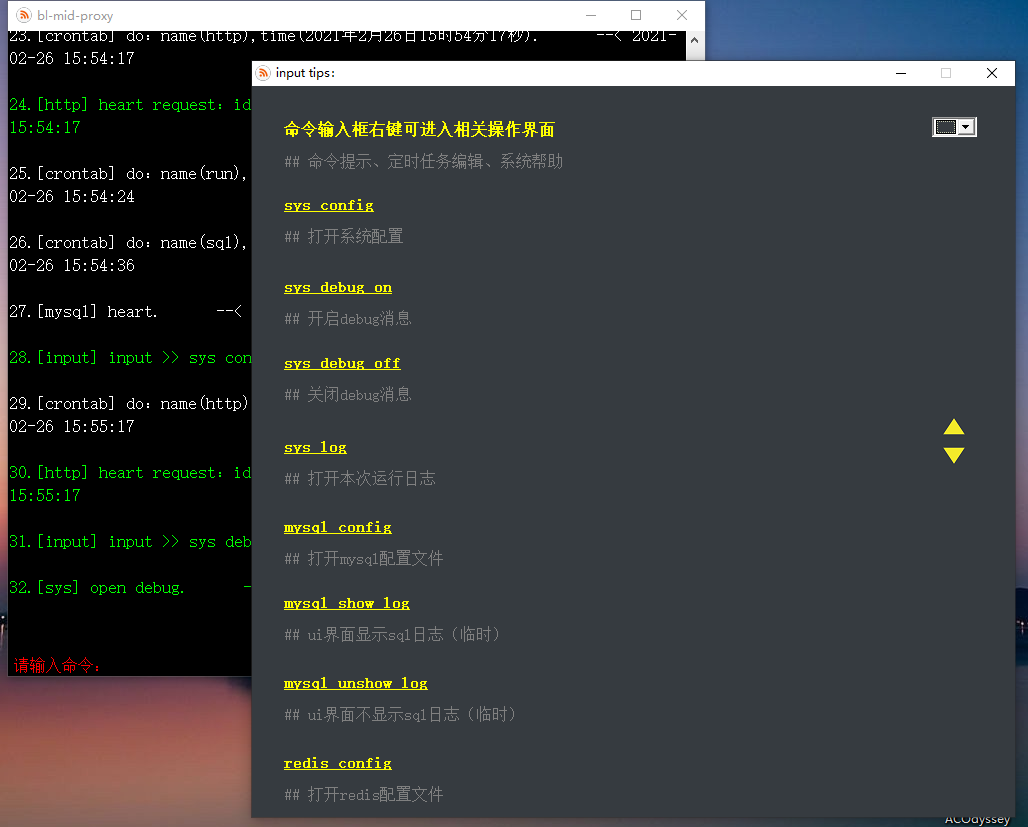 bl-mid-proxy
23.[crontab] do：name(http),time(2021年2月26日15时54分17秒). --< 2021-
02-26 15:54:17
24.[http] heart request：id
15:54:17
25.[crontab] do：name(run),
02-26 15:54:24
26.[crontab] do：name(sql),
02-26 15:54:36
27.[mysql] heart. --<
28.[input] input >> sys con
29.[crontab] do：name(http)
02-26 15:55:17
30.[http] heart request：id
15:55:17
31.[input] input >> sys deb
32.[sys] open debug. -
请输入命令：
input tips：
命令输入框右键可进入相关操作界面
## 命令提示、定时任务编辑、系统帮助
sys config
## 打开系统配置
sys debug on
## 开启debug消息
sys debug off
## 关闭debug消息
sys log
## 打开本次运行日志
mysql config
## 打开mysql配置文件
mysql show log
## ui界面显示sql日志（临时）
mysql unshow log
## ui界面不显示sql日志（临时）
redis config
## 打开redis配置文件
ACOdyssey